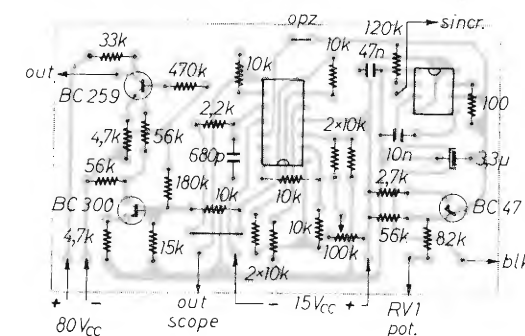 opz
120k
sincr.
33k
10k
10k
47n
out
470k
BC 259
100
2,2k
4,7k
56k
2×10k
680p
10n
3,3µ
56k
180k
2,7k
10k
10k
BC 300
BC 47
10k
4,7k
15k
56k
82k
100k
2×10k
blk
+ -
out
- 15Vcc +
RV1
80Vcc
scope
pot.